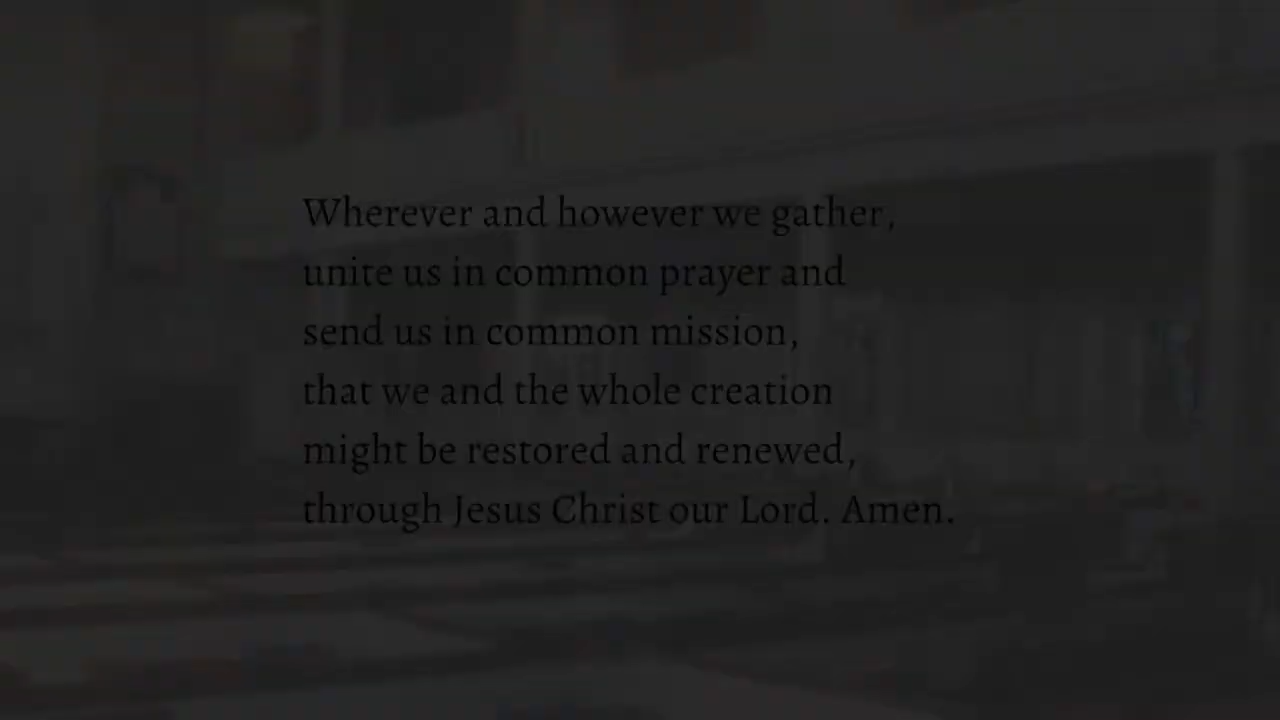 Wherever and however we gather,
unite us in common prayer and
send us in common mission,
that we and the whole creation
might be restored and renewed,
through Jesus Christ our Lord. Amen.